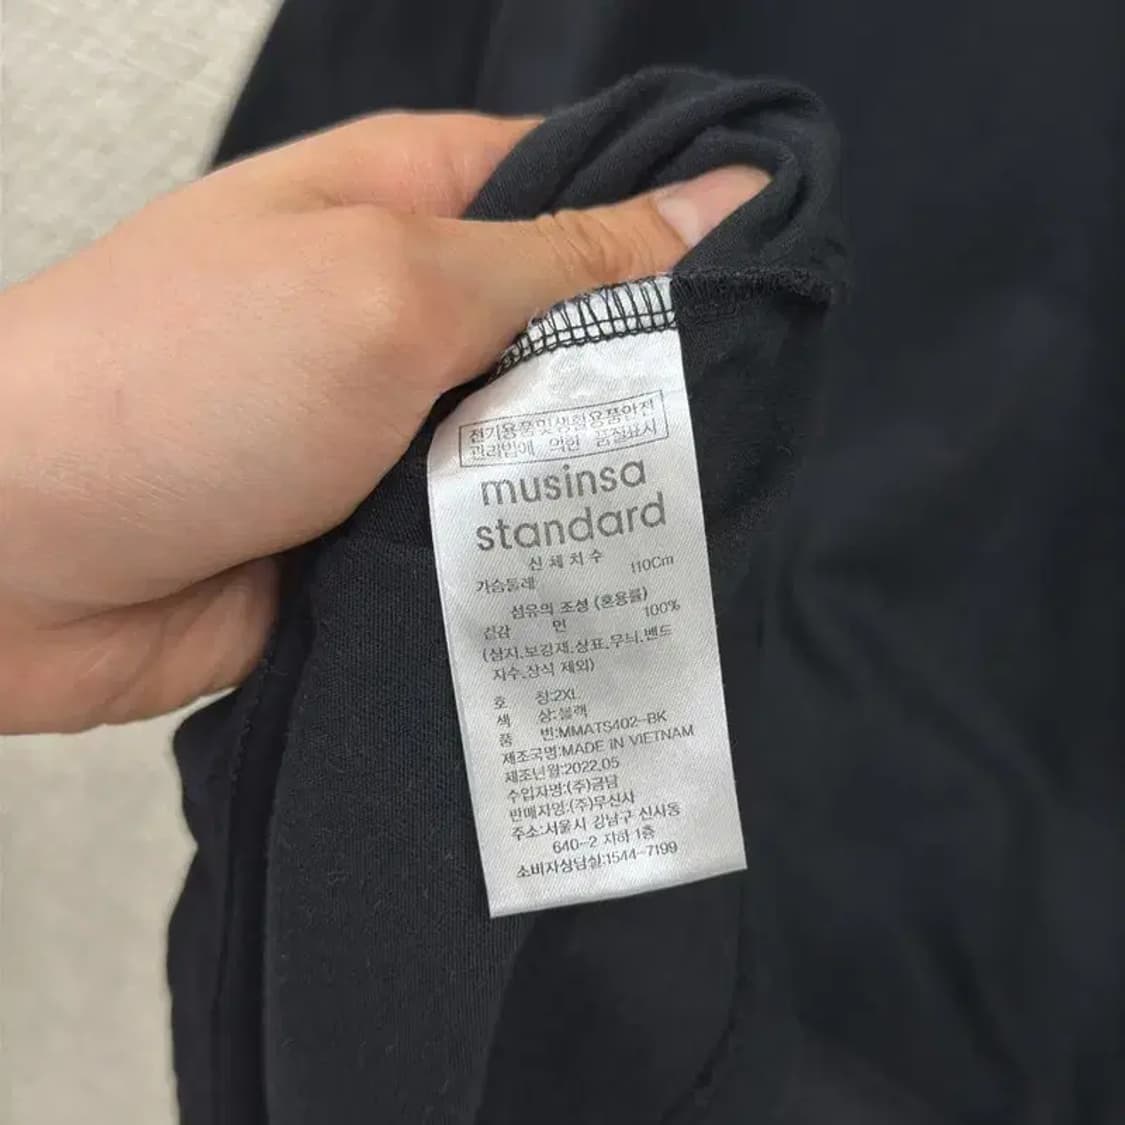 전기용품및생활용품안전
관리법에 의한 품질표시
musinsa
standard
신체치수
가슴둘레 110Cm
섬유의 조성 (혼용률)
겉감 면 100%
(심지.보강재.상표.무늬.밴드
자수.장식 제외)
호 칭:2XL
색 상:블랙
품 번:MMATS402-BK
제조국명:MADE IN VIETNAM
제조년월:2022.05
수입자명:(주)금남
판매자명:(주)무신사
주소:서울시 강남구 신사동
640-2 지하 1층
소비자상담실:1544-7199